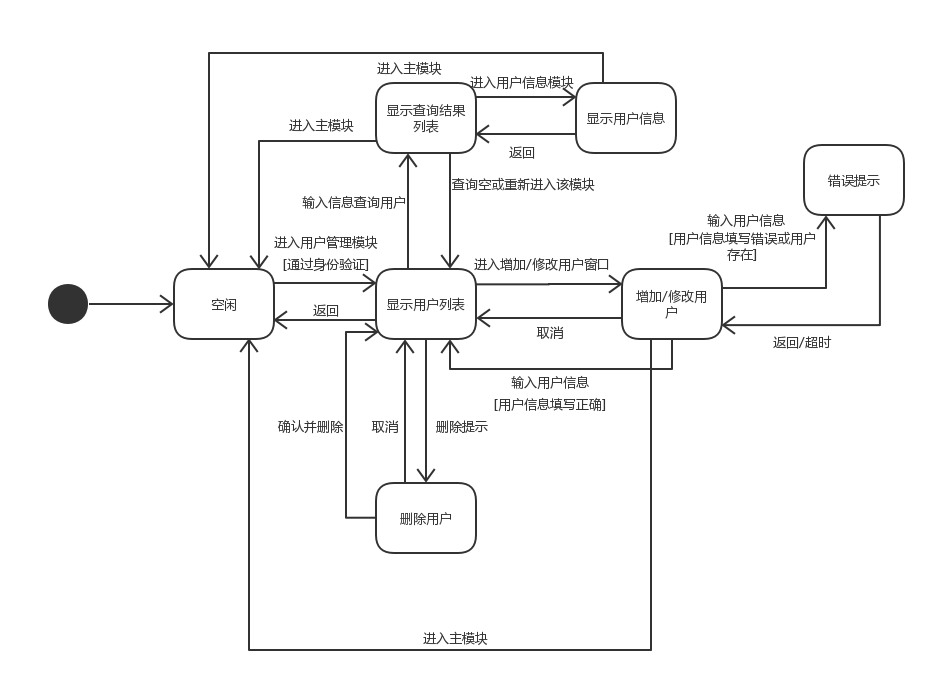 进入主模块
进入用户信息模块
显示查询结果
列表
显示用户信息
进入主模块
返回
错误提示
查询空或重新进入该模块
输入信息查询用户
输入用户信息
[用户信息填写错误或用户
存在]
进入用户管理模块
[通过身份验证]
进入增加/修改用户窗口
空闲
返回
显示用户列表
增加/修改用
户
取消
返回/超时
输入用户信息
[用户信息填写正确]
确认并删除
取消
删除提示
删除用户
进入主模块